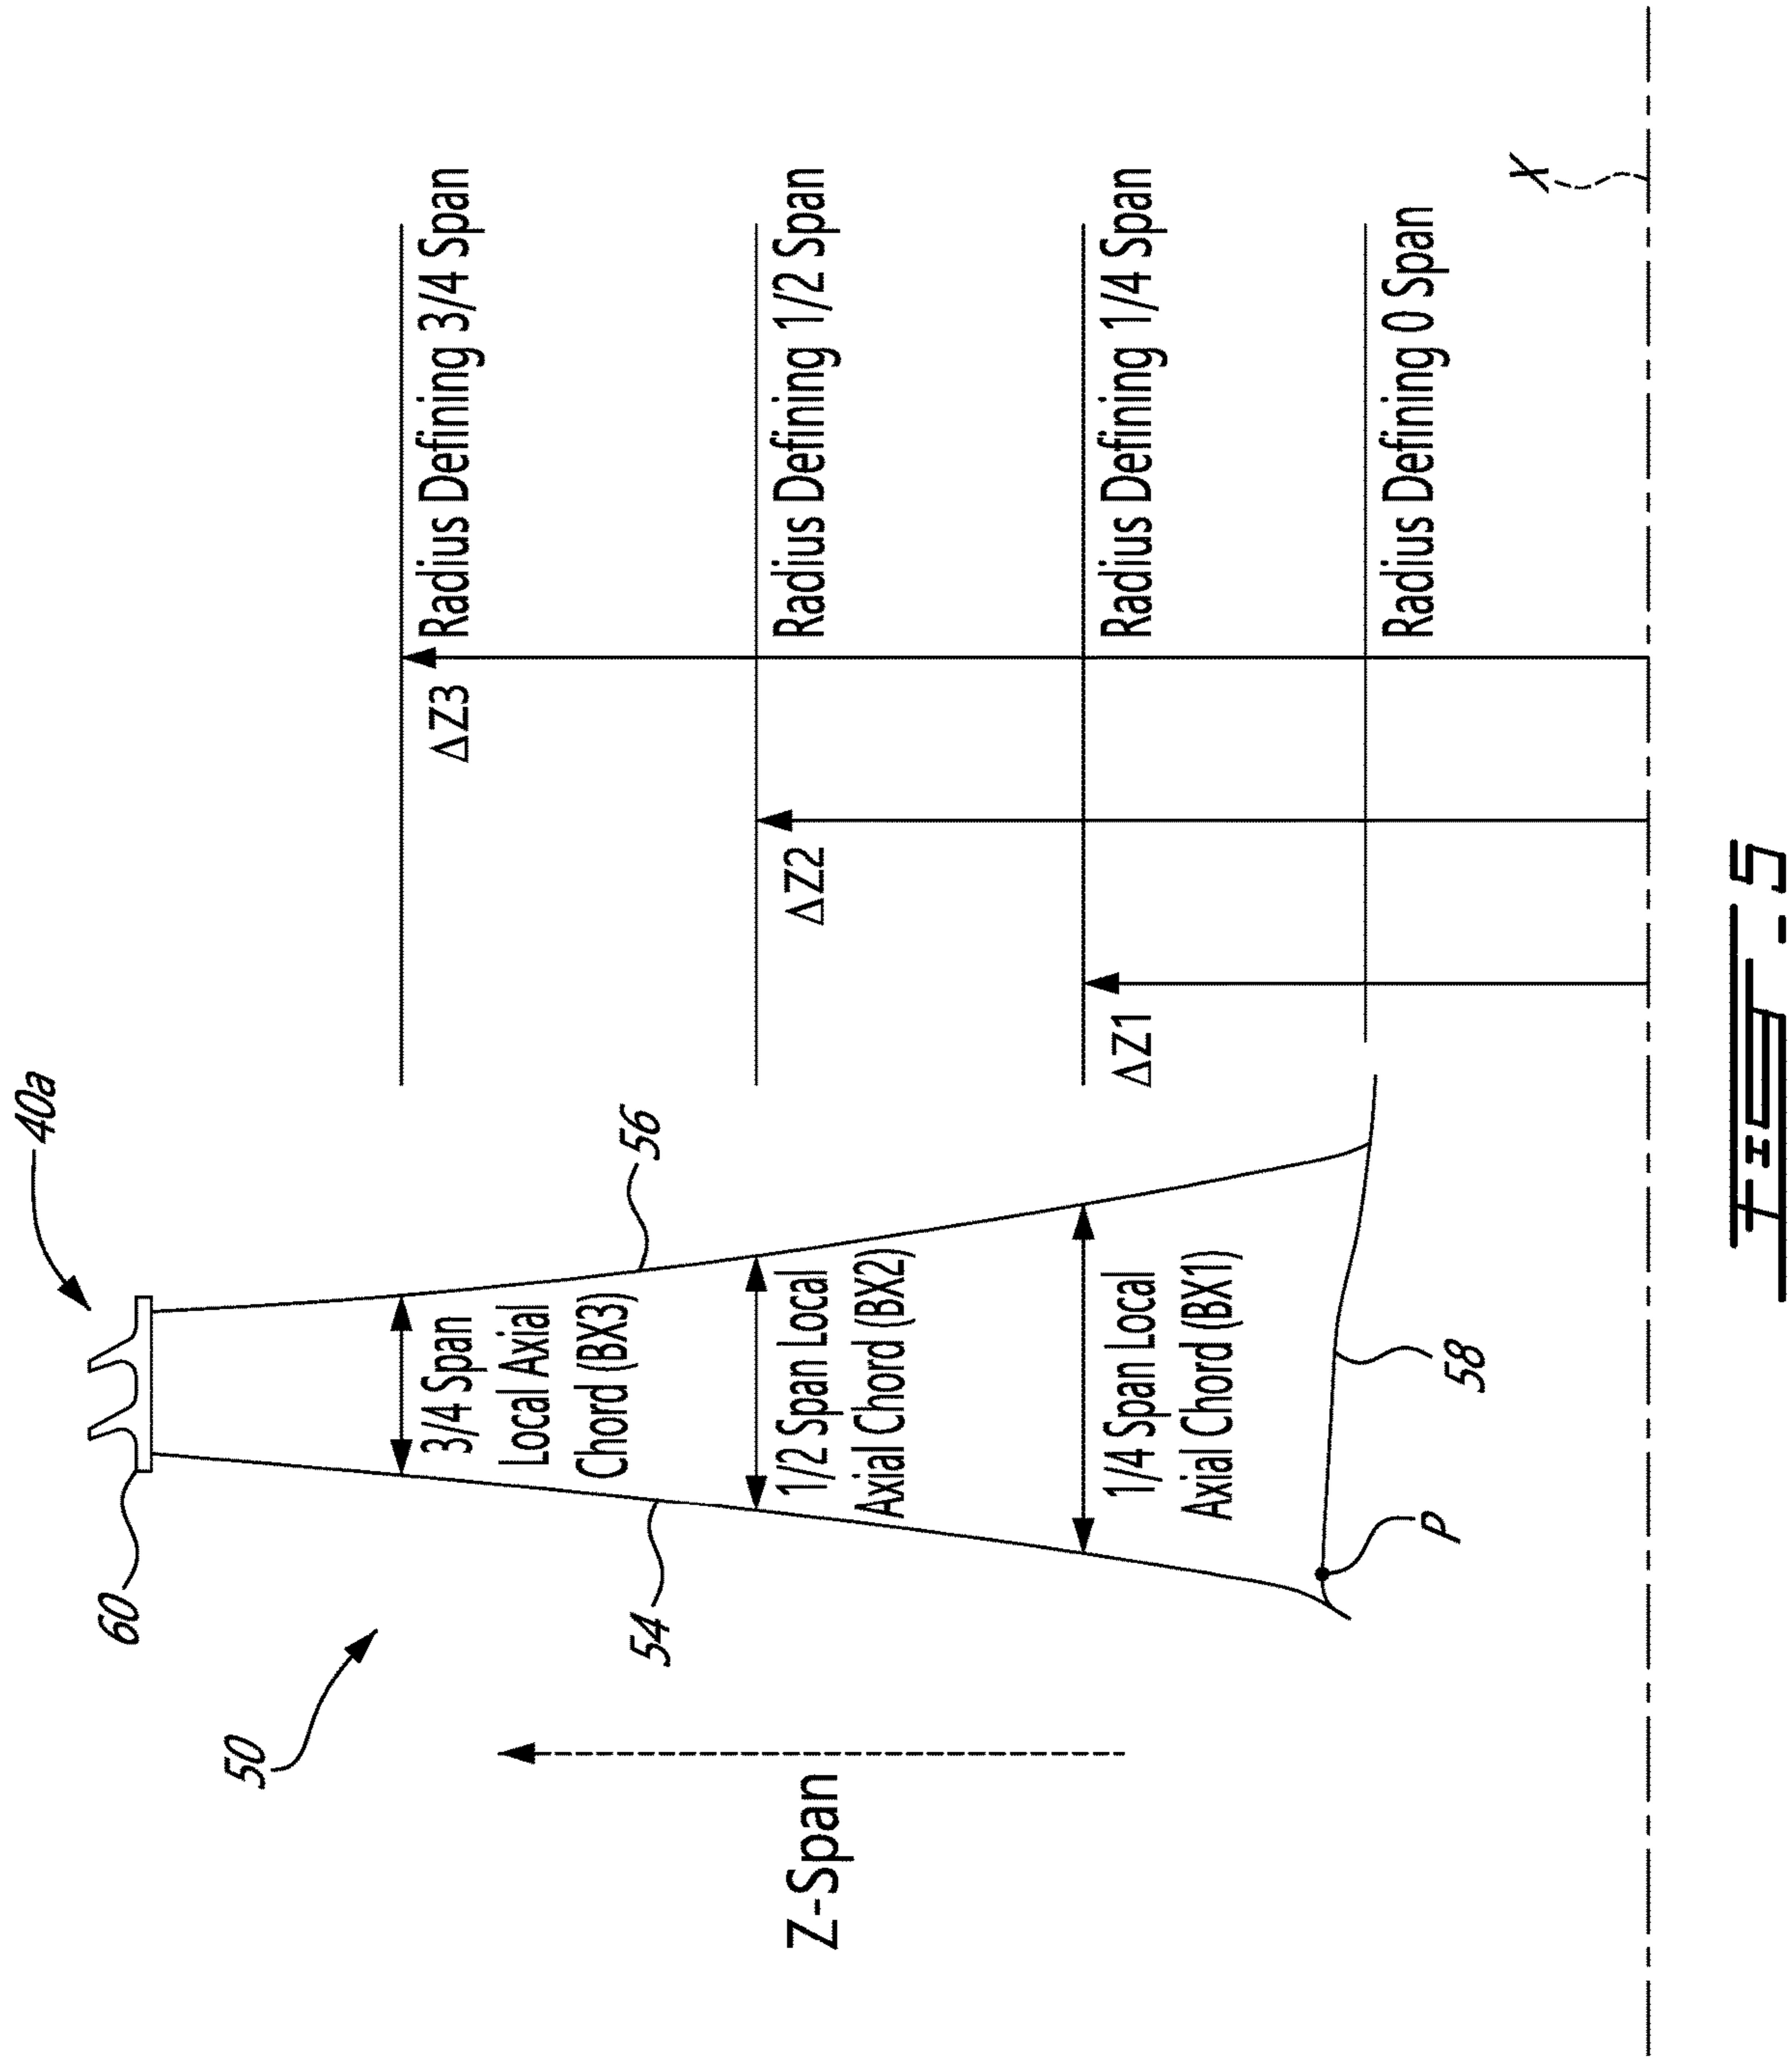 40a
60
50
3/4 Span
Local Axial
Chord (BX3)
ΔZ3
Radius Defining 3/4 Span
54
56
Z-Span
1/2 Span Local
Axial Chord (BX2)
ΔZ2
Radius Defining 1/2 Span
1/4 Span Local
Axial Chord (BX1)
ΔZ1
Radius Defining 1/4 Span
Radius Defining 0 Span
P
58
X
FIG-5